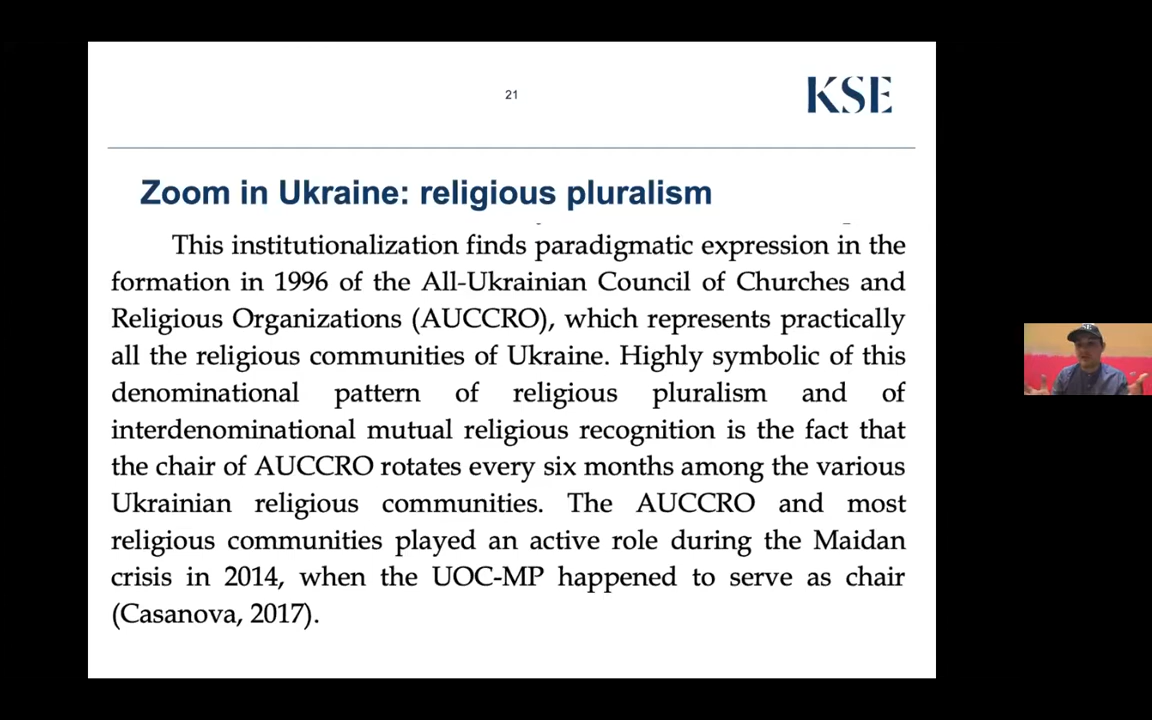 21
KSE
Zoom in Ukraine: religious pluralism
This institutionalization finds paradigmatic expression in the
formation in 1996 of the All-Ukrainian Council of Churches and
Religious Organizations (AUCCRO), which represents practically
all the religious communities of Ukraine. Highly symbolic of this
denominational pattern of religious pluralism and of
interdenominational mutual religious recognition is the fact that
the chair of AUCCRO rotates every six months among the various
Ukrainian religious communities. The AUCCRO and most
religious communities played an active role during the Maidan
crisis in 2014, when the UOC-MP happened to serve as chair
(Casanova, 2017).